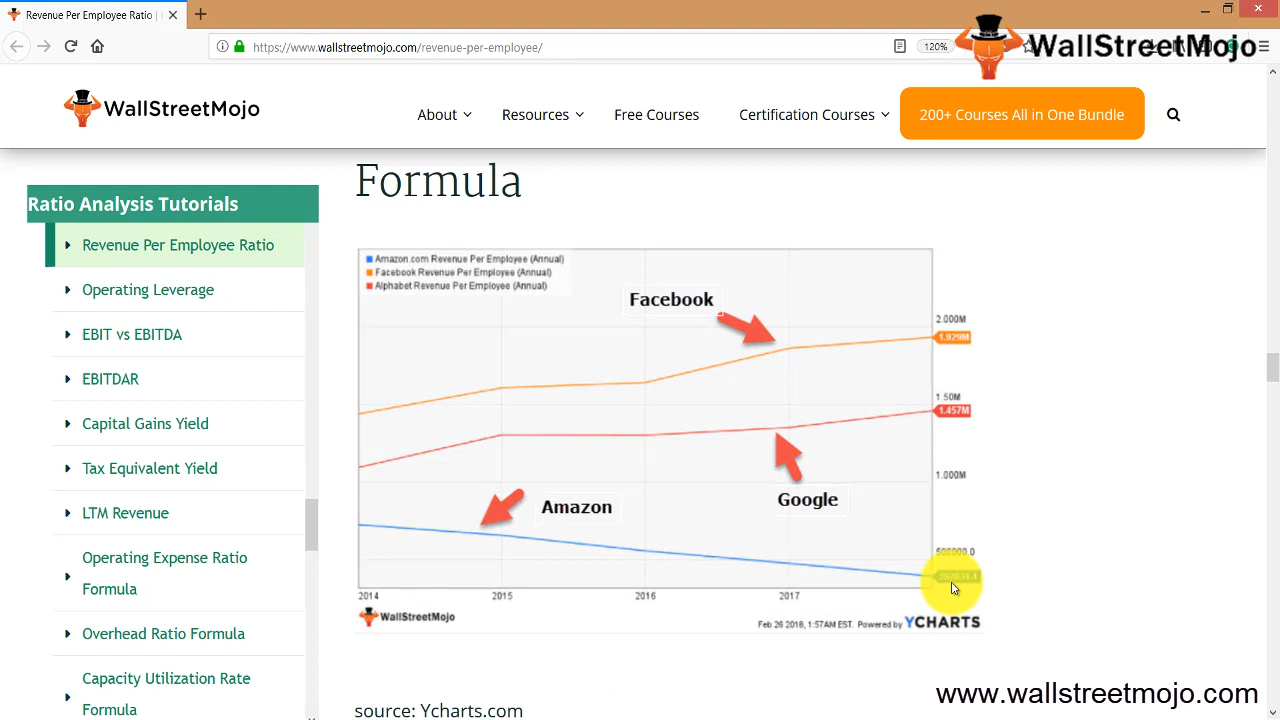 Revenue Per Employee Ratio |
https://www.wallstreetmojo.com/revenue-per-employee/
120%
WallStreetMojo
WallStreetMojo
About
Resources
Free Courses
Certification Courses
200+ Courses All in One Bundle
Formula
Ratio Analysis Tutorials
Revenue Per Employee Ratio
Operating Leverage
EBIT vs EBITDA
EBITDAR
Capital Gains Yield
Tax Equivalent Yield
LTM Revenue
Operating Expense Ratio
Formula
Overhead Ratio Formula
Capacity Utilization Rate
Formula
Amazon.com Revenue Per Employee (Annual)
Facebook Revenue Per Employee (Annual)
Alphabet Revenue Per Employee (Annual)
Facebook
2.000M
1.929M
1.50M
1.457M
1.000M
Google
Amazon
500000.0
2014 2015 2016 2017
WallStreetMojo
Feb 26 2018, 1:57AM EST. Powered by YCHARTS
source: Ycharts.com
www.wallstreetmojo.com